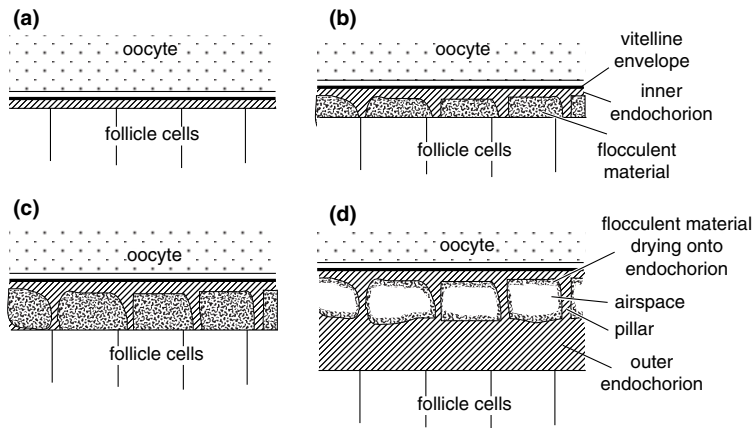 (a)
oocyte
follicle cells
(b)
oocyte
follicle cells
vitelline
envelope
inner
endochorion
flocculent
material
(c)
oocyte
follicle cells
(d)
oocyte
follicle cells
flocculent material
drying onto
endochorion
airspace
pillar
outer
endochorion